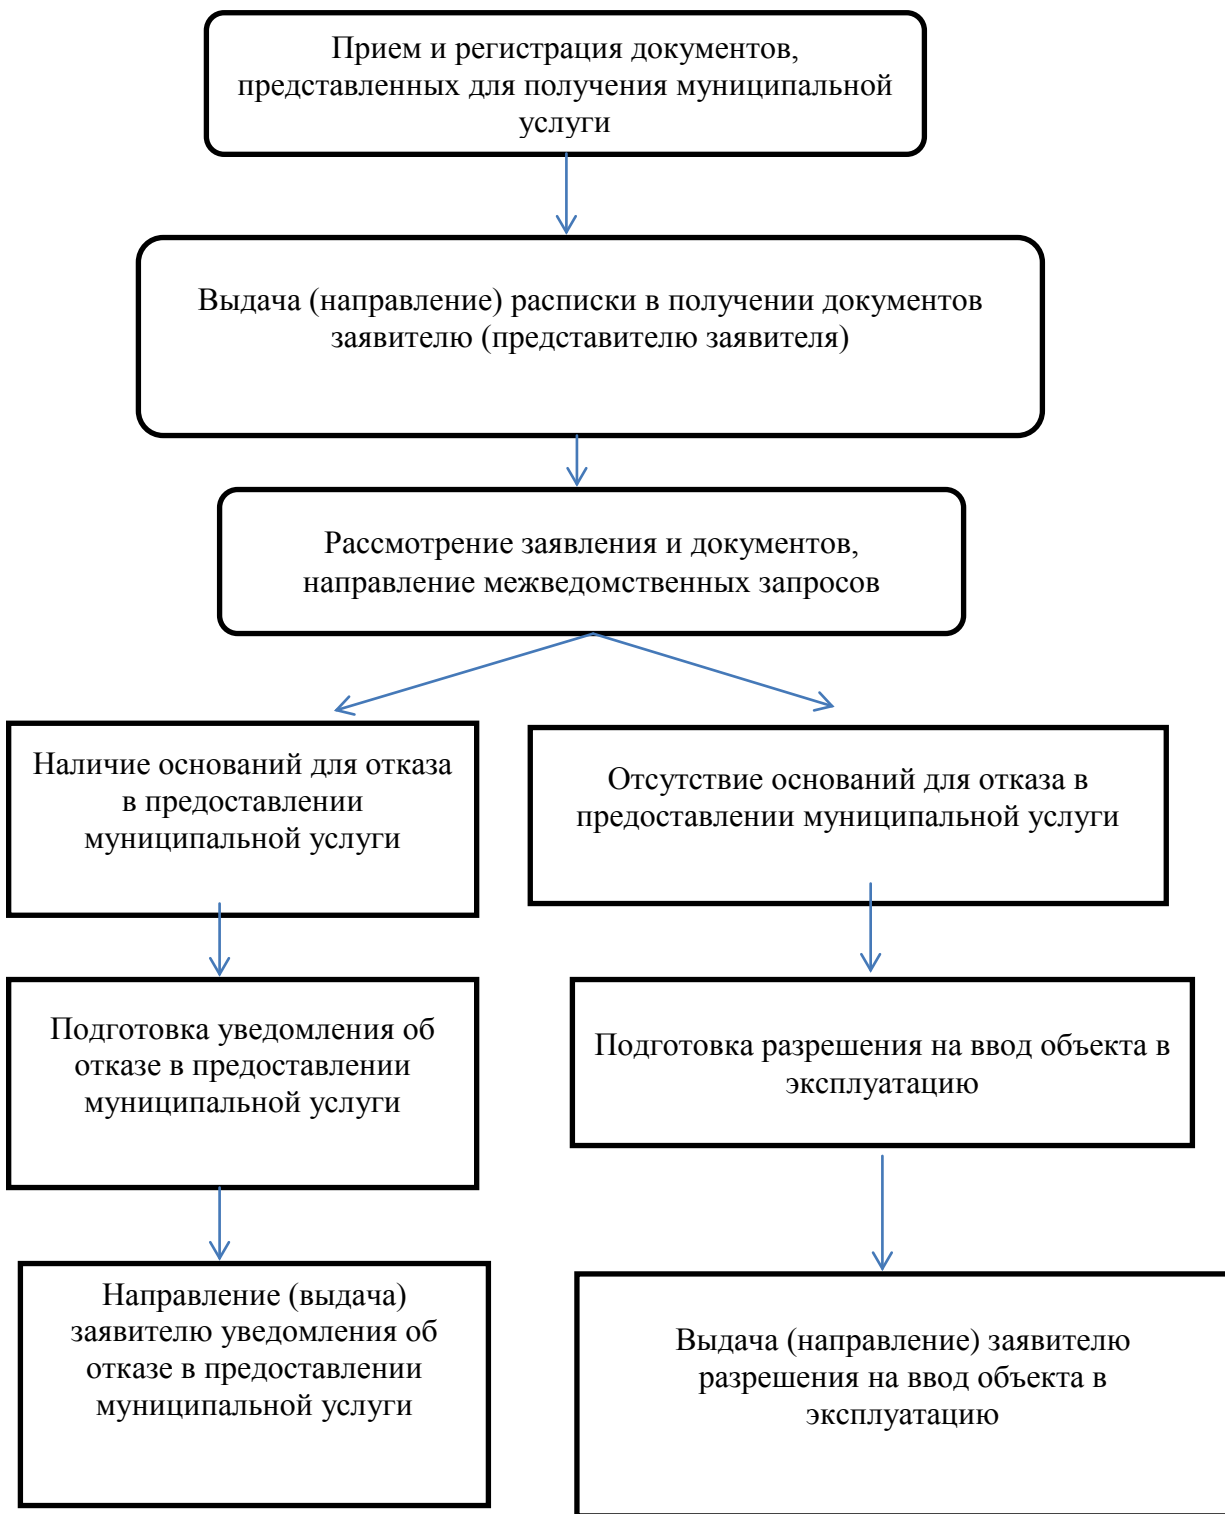 Прием и регистрация документов,
представленных для получения муниципальной
услуги
Выдача (направление) расписки в получении документов
заявителю (представителю заявителя)
Рассмотрение заявления и документов,
направление межведомственных запросов
Наличие оснований для отказа
в предоставлении
муниципальной услуги
Отсутствие оснований для отказа в
предоставлении муниципальной услуги
Подготовка уведомления об
отказе в предоставлении
муниципальной услуги
Подготовка разрешения на ввод объекта в
эксплуатацию
Направление (выдача)
заявителю уведомления об
отказе в предоставлении
муниципальной услуги
Выдача (направление) заявителю
разрешения на ввод объекта в
эксплуатацию